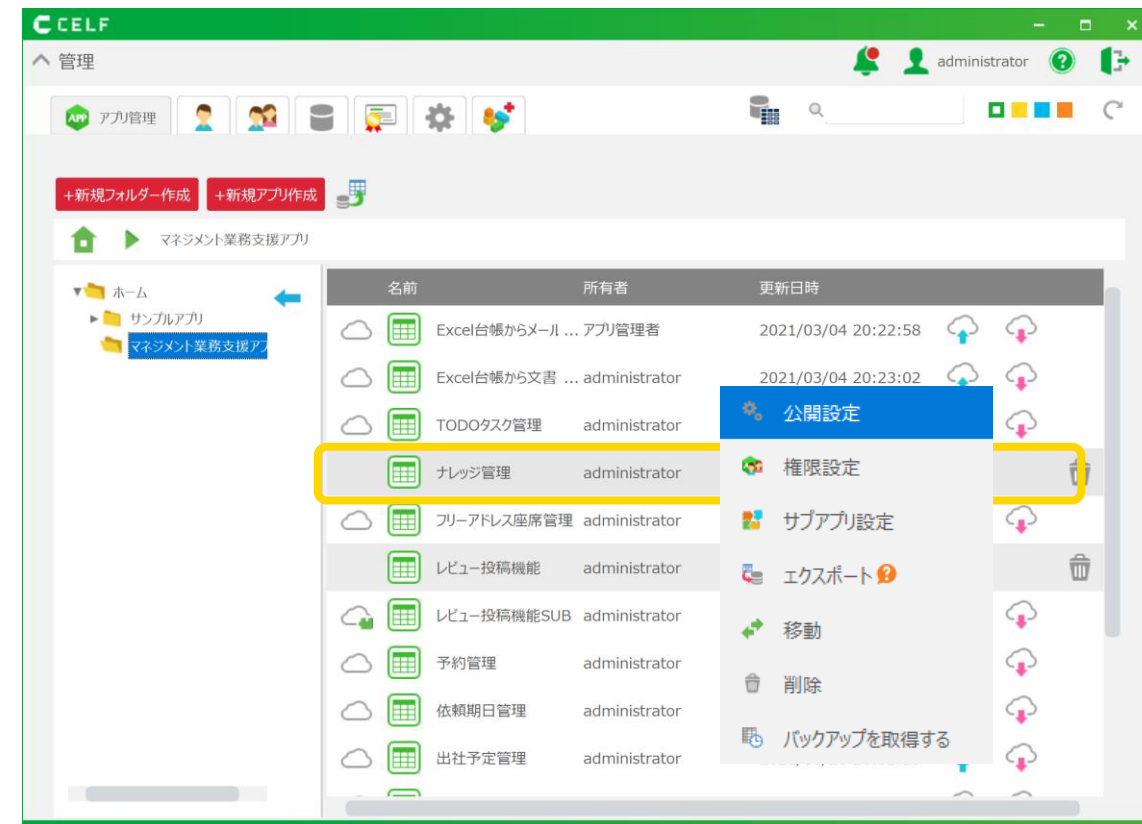 CELF
管理
administrator
アプリ管理
+新規フォルダー作成 +新規アプリ作成
マネジメント業務支援アプリ
ホーム
サンプルアプリ
マネジメント業務支援アプ
名前 所有者 更新日時
Excel台帳からメール ... アプリ管理者 2021/03/04 20:22:58
Excel台帳から文書 ... administrator 2021/03/04 20:23:02
TODOタスク管理 administrator
ナレッジ管理 administrator
フリーアドレス座席管理 administrator
レビュー投稿機能 administrator
レビュー投稿機能SUB administrator
予約管理 administrator
依頼期日管理 administrator
出社予定管理 administrator
公開設定
権限設定
サブアプリ設定
エクスポート
移動
削除
バックアップを取得する